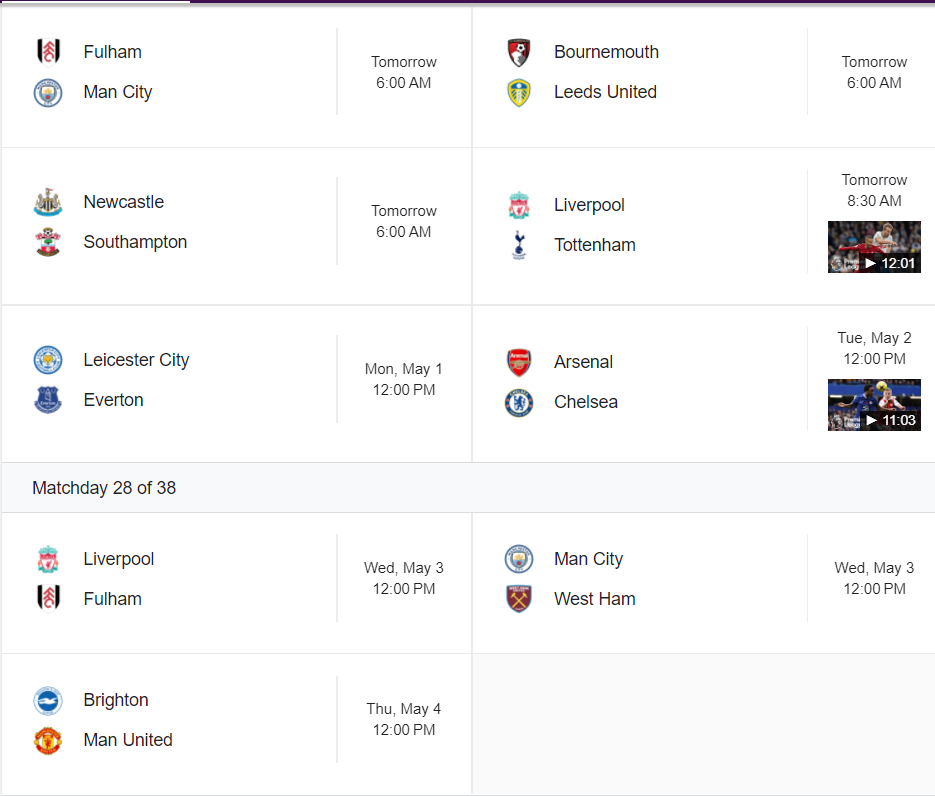 Fulham
Man City
Tomorrow
6:00 AM
Bournemouth
Leeds United
Tomorrow
6:00 AM
Newcastle
Southampton
Tomorrow
6:00 AM
Liverpool
Tottenham
Tomorrow
8:30 AM
12:01
Leicester City
Everton
Mon, May 1
12:00 PM
Arsenal
Chelsea
Tue, May 2
12:00 PM
11:03
Matchday 28 of 38
Liverpool
Fulham
Wed, May 3
12:00 PM
Man City
West Ham
Wed, May 3
12:00 PM
Brighton
Man United
Thu, May 4
12:00 PM